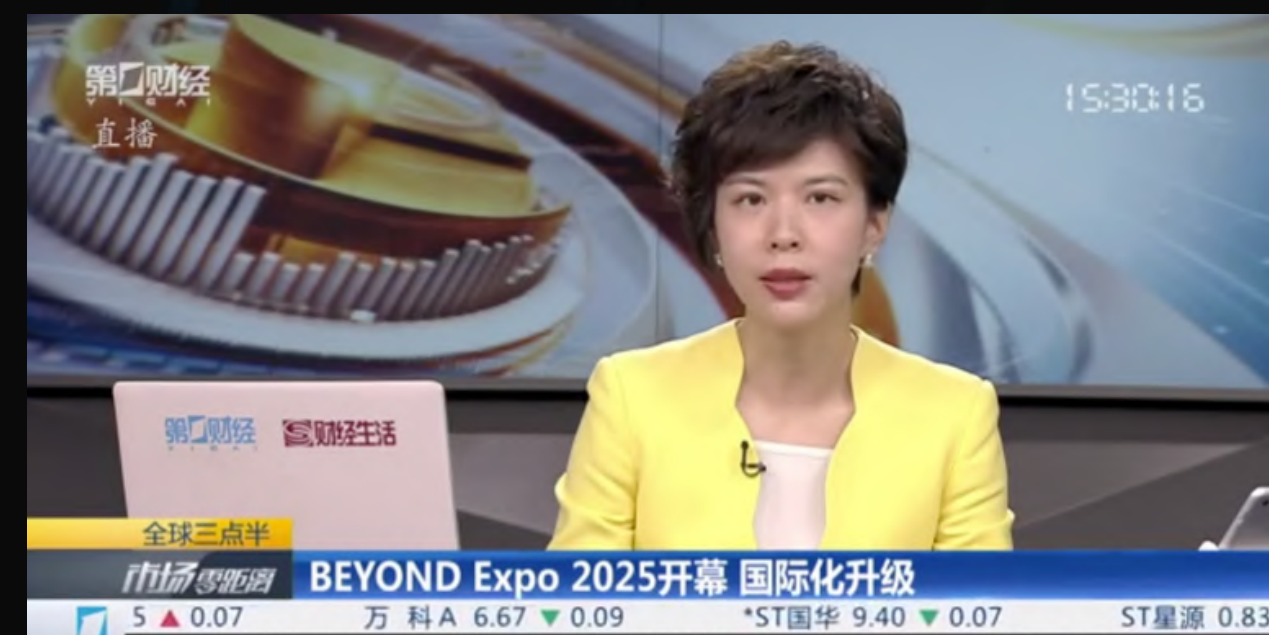 第一财经
YICAI
直播
15:30:16
第一财经
YICAI
财经生活
全球三点半
市场零距离
BEYOND Expo 2025开幕 国际化升级
5 ▲ 0.07 万 科A 6.67 ▼ 0.09 *ST国华 9.40 ▼ 0.07 ST星源 0.83